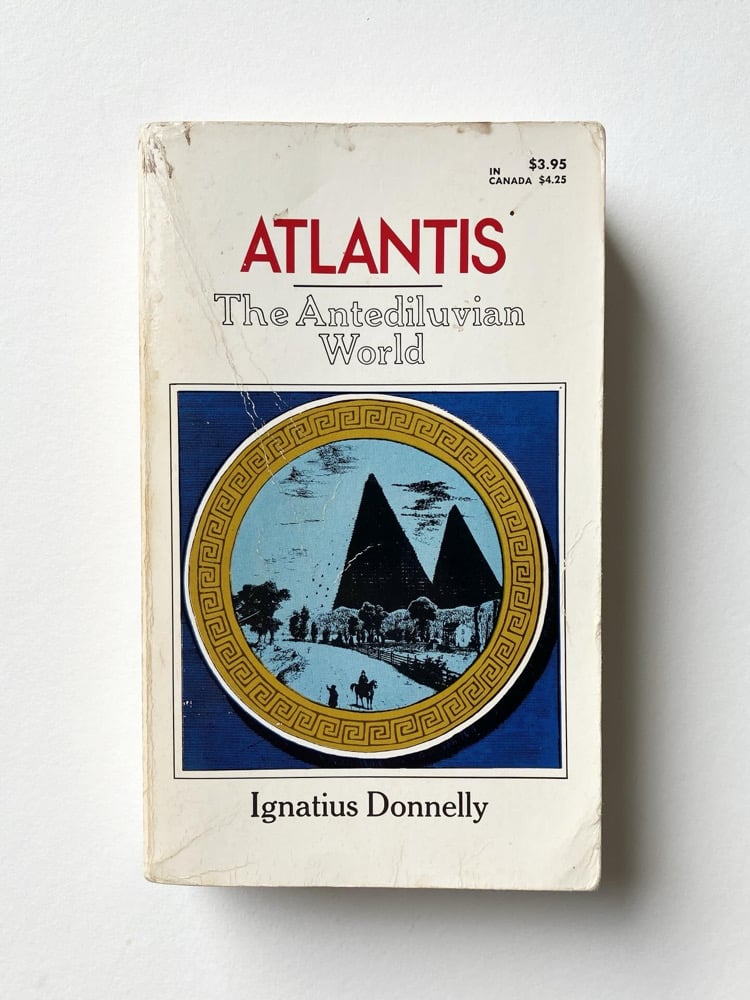 $3.95
IN
CANADA $4.25
ATLANTIS
The Antediluvian
World
Ignatius Donnelly